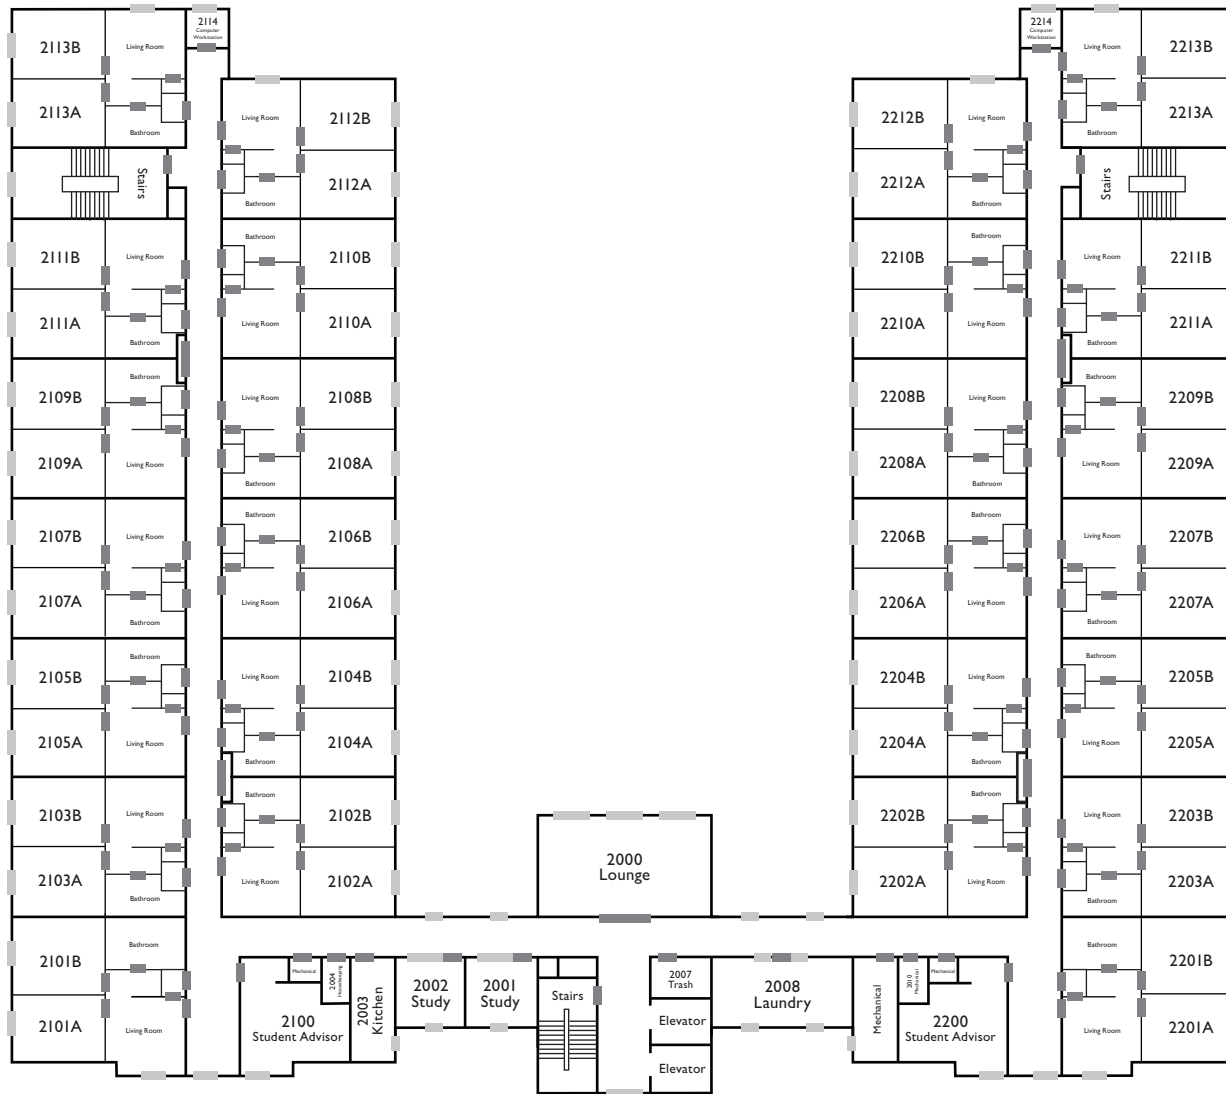 2114
Computer
Workstation
2214
Computer
Workstation
2113B
Living Room
Living Room
2213B
2113A
Bathroom
Living Room
2112B
2212B
Living Room
Bathroom
2213A
Stairs
2112A
Bathroom
2212A
Bathroom
Stairs
2111B
Living Room
Bathroom
2110B
2210B
Bathroom
Living Room
2211B
2111A
Bathroom
Living Room
2110A
2210A
Living Room
Bathroom
2211A
2109B
Bathroom
Living Room
2108B
2208B
Living Room
Bathroom
2209B
2109A
Living Room
Bathroom
2108A
2208A
Bathroom
Living Room
2209A
2107B
Living Room
Bathroom
2106B
2206B
Bathroom
Living Room
2207B
2107A
Bathroom
Living Room
2106A
2206A
Living Room
Bathroom
2207A
2105B
Bathroom
Living Room
2104B
2204B
Living Room
Bathroom
2205B
2105A
Living Room
Bathroom
2104A
2204A
Bathroom
Living Room
2205A
2103B
Living Room
Bathroom
2102B
2202B
Bathroom
Living Room
2203B
2103A
Bathroom
Living Room
2102A
2000
Lounge
2202A
Living Room
Bathroom
2203A
2101B
Bathroom
Mechanical
2004
Housekeeping
2003
Kitchen
2002
Study
2001
Study
Stairs
2007
Trash
2008
Laundry
Mechanical
2010
Mechanical
Mechanical
Bathroom
2201B
2101A
Living Room
2100
Student Advisor
Elevator
Elevator
2200
Student Advisor
Living Room
2201A